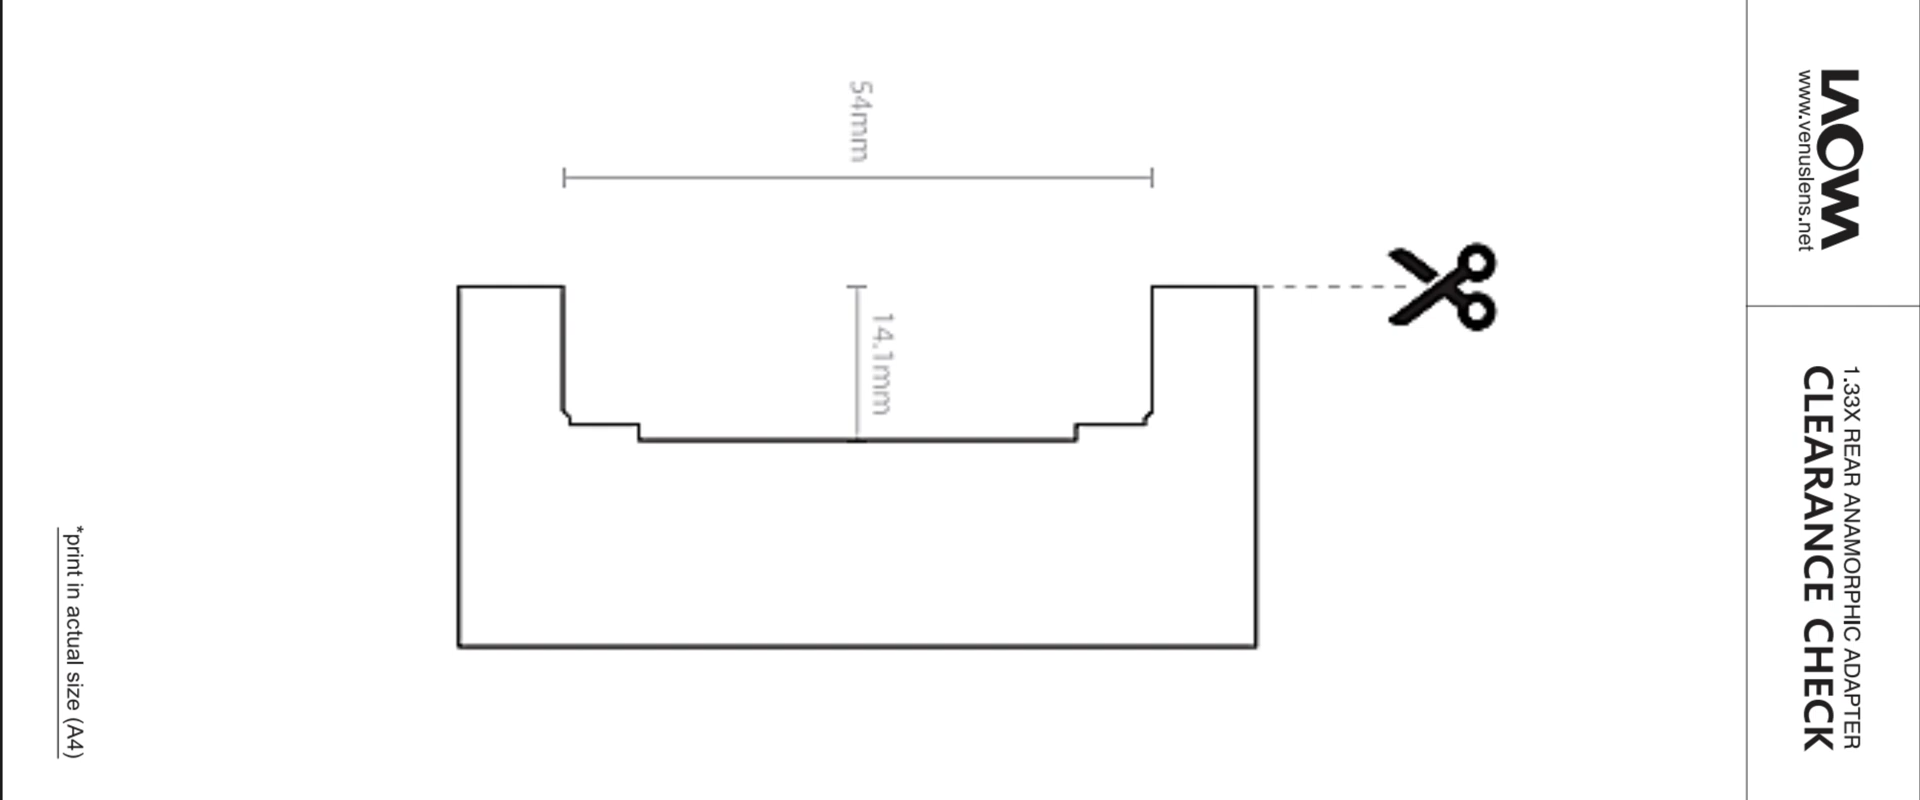 LAOWA
www.venuslens.net
1.33X REAR ANAMORPHIC ADAPTER
CLEARANCE CHECK
54mm
14.1mm
*print in actual size (A4)